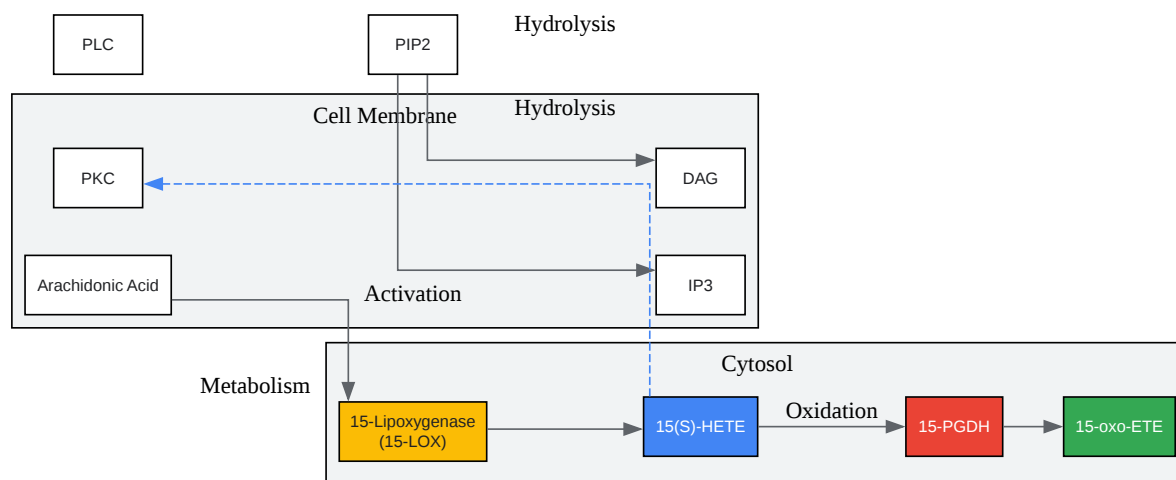 PLC
PIP2
Hydrolysis
Cell Membrane
Hydrolysis
PKC
DAG
Arachidonic Acid
IP3
Activation
Cytosol
Metabolism
15-Lipoxygenase
(15-LOX)
15(S)-HETE
Oxidation
15-PGDH
15-oxo-ETE